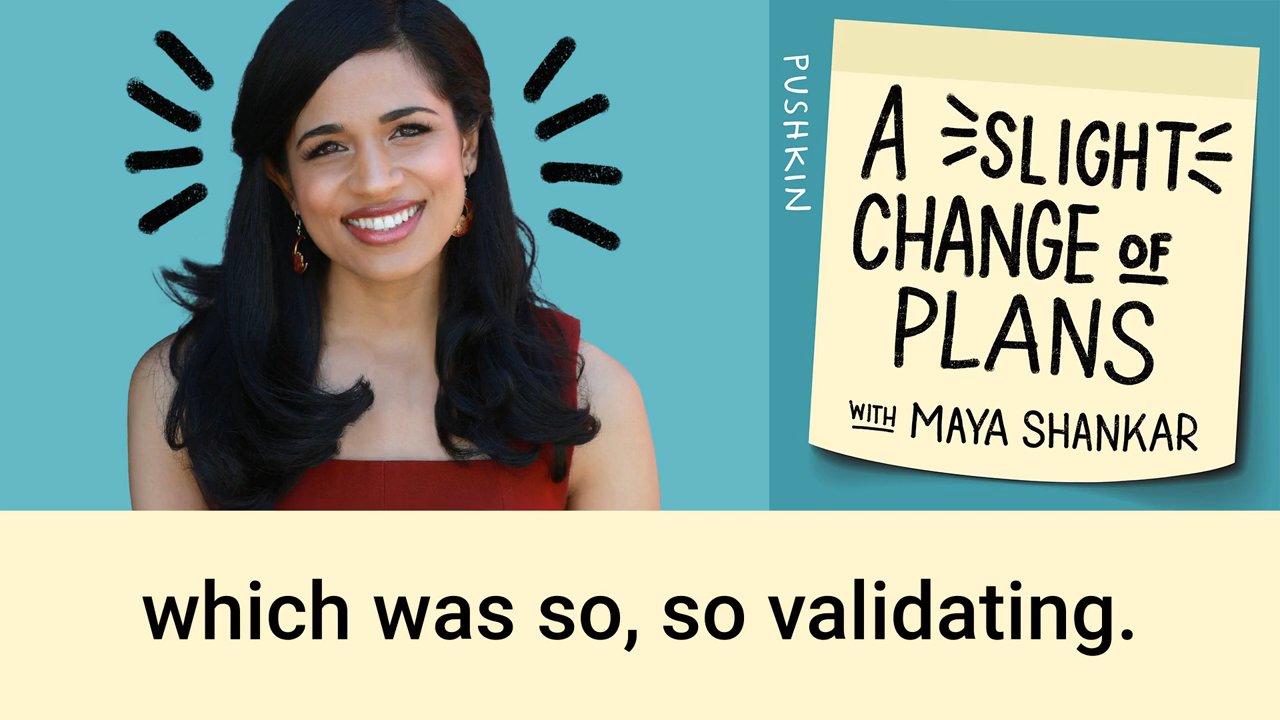 PUSHKIN
A SLIGHT
CHANGE OF
PLANS
WITH MAYA SHANKAR
which was so, so validating.